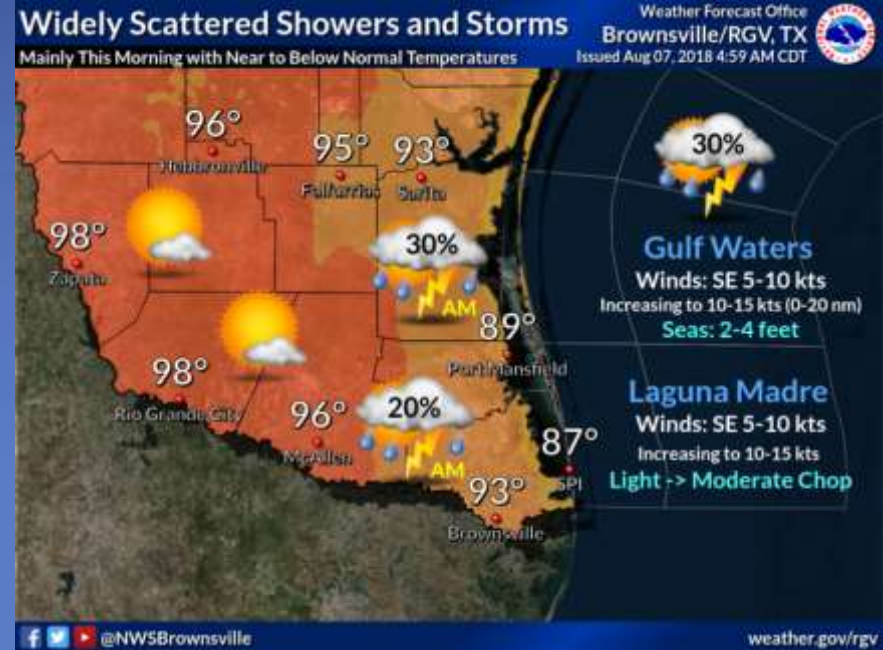 Widely Scattered Showers and Storms
Mainly This Morning with Near to Below Normal Temperatures
Weather Forecast Office
Brownsville/RGV, TX
Issued Aug 07, 2018 4:59 AM CDT
96°
Hebbronville
95°
Falfurrias
93°
Sarita
98°
Zapata
30%
AM
89°
Port Mansfield
98°
Rio Grande City
96°
McAllen
20%
AM
93°
Brownsville
87°
SPI
30%
Gulf Waters
Winds: SE 5-10 kts
Increasing to 10-15 kts (0-20 nm)
Seas: 2-4 feet
Laguna Madre
Winds: SE 5-10 kts
Increasing to 10-15 kts
Light -> Moderate Chop
@NWSBrownsville
weather.gov/rgv